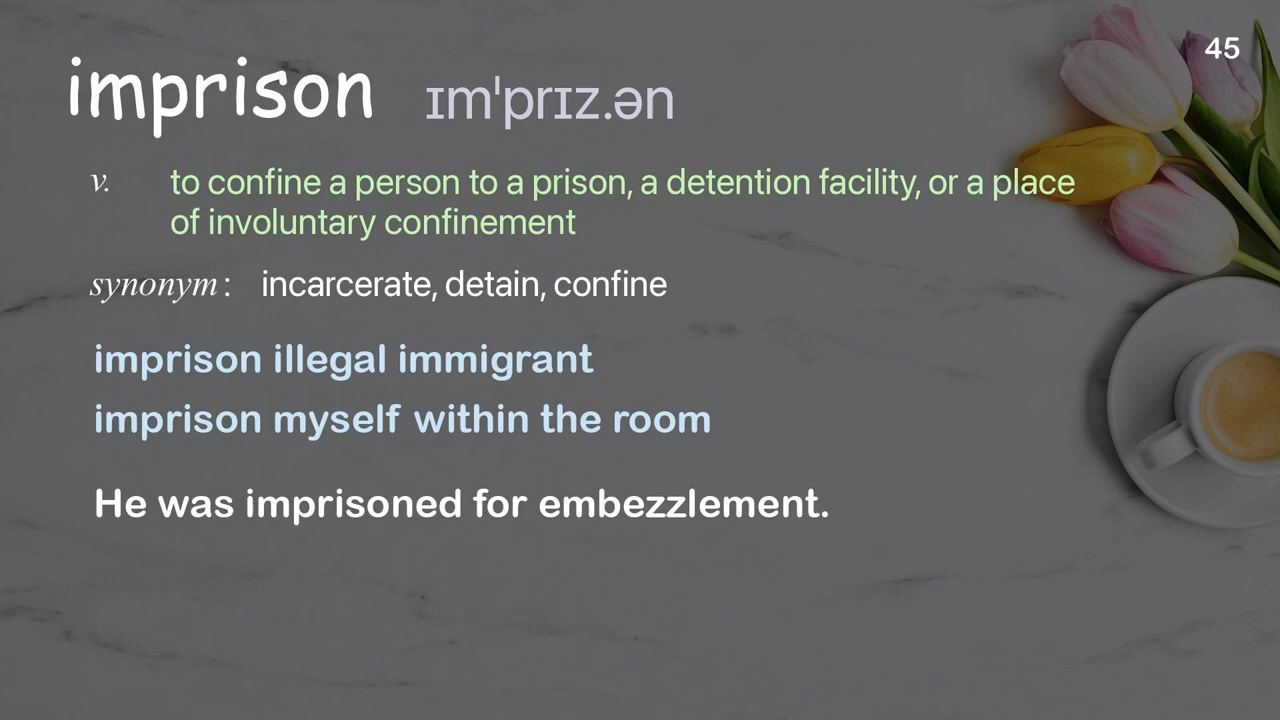 45
imprison ɪmˈprɪz.ən
v. to confine a person to a prison, a detention facility, or a place
of involuntary confinement
synonym: incarcerate, detain, confine
imprison illegal immigrant
imprison myself within the room
He was imprisoned for embezzlement.